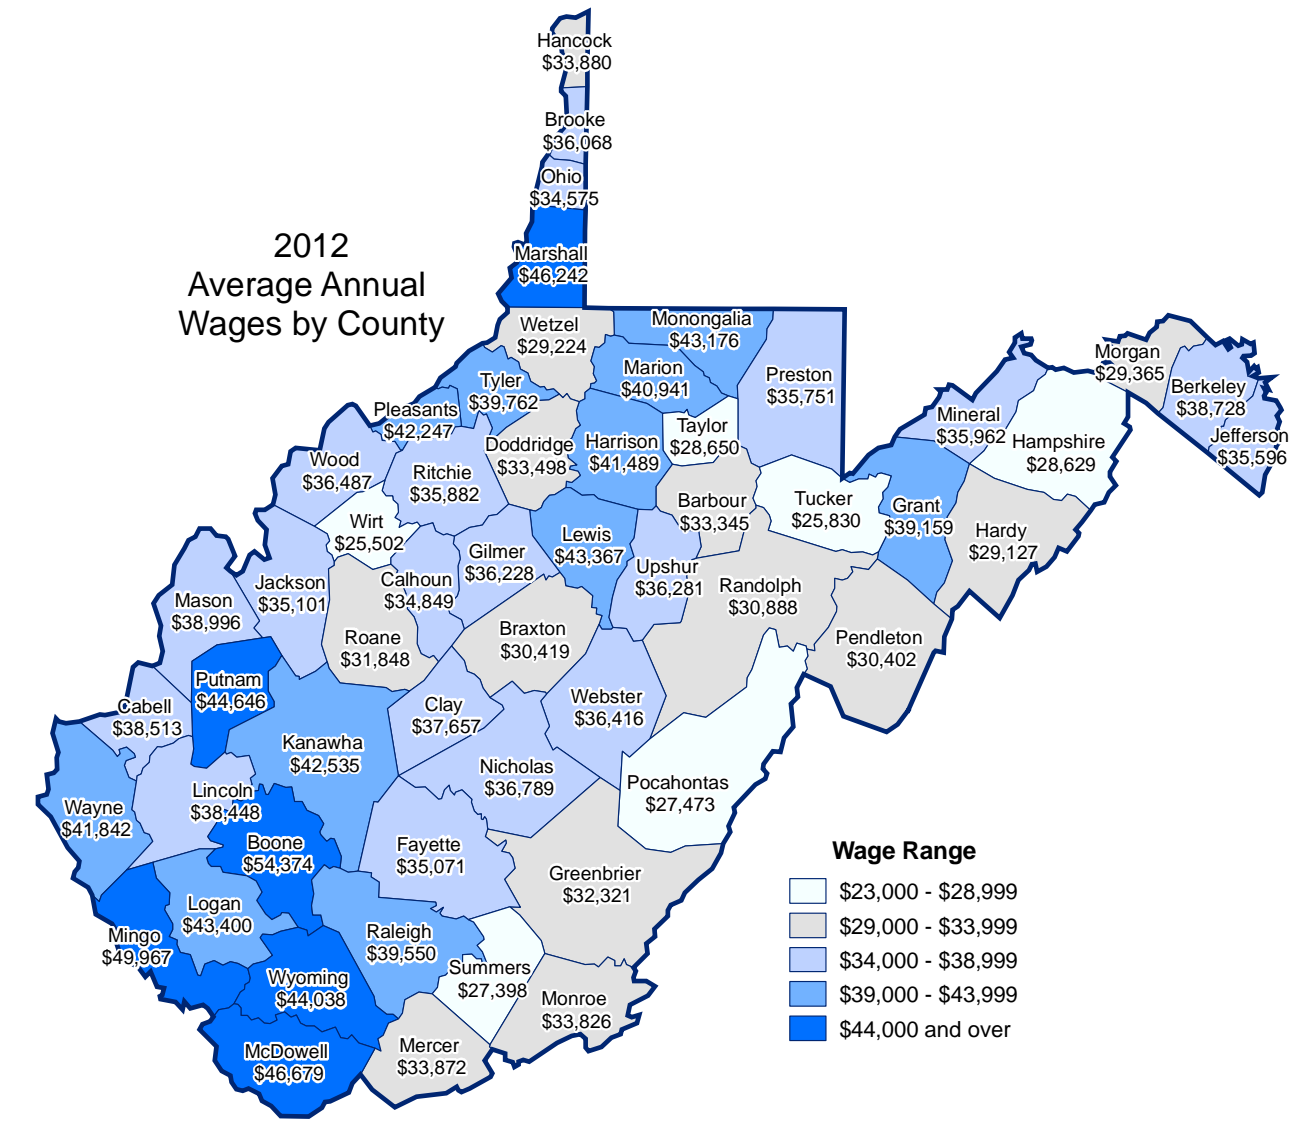 Hancock
$33,880
Brooke
$36,068
Ohio
$34,575
2012
Average Annual
Wages by County
Marshall
$46,242
Wetzel
$29,224
Monongalia
$43,176
Marion
$40,941
Preston
$35,751
Morgan
$29,365
Berkeley
$38,728
Jefferson
$35,596
Tyler
$39,762
Pleasants
$42,247
Doddridge
$33,498
Harrison
$41,489
Taylor
$28,650
Mineral
$35,962
Hampshire
$28,629
Wood
$36,487
Ritchie
$35,882
Barbour
$33,345
Tucker
$25,830
Grant
$39,159
Hardy
$29,127
Wirt
$25,502
Gilmer
$36,228
Lewis
$43,367
Upshur
$36,281
Randolph
$30,888
Jackson
$35,101
Calhoun
$34,849
Mason
$38,996
Roane
$31,848
Braxton
$30,419
Pendleton
$30,402
Putnam
$44,646
Cabell
$38,513
Clay
$37,657
Webster
$36,416
Kanawha
$42,535
Nicholas
$36,789
Pocahontas
$27,473
Lincoln
$38,448
Wayne
$41,842
Boone
$54,374
Fayette
$35,071
Greenbrier
$32,321
Logan
$43,400
Mingo
$49,967
Raleigh
$39,550
Wyoming
$44,038
Summers
$27,398
Monroe
$33,826
McDowell
$46,679
Mercer
$33,872
Wage Range
$23,000 - $28,999
$29,000 - $33,999
$34,000 - $38,999
$39,000 - $43,999
$44,000 and over